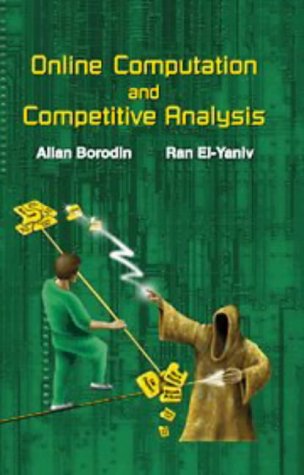 Online Computation
and
Competitive Analysis
Allan Borodin Ran El-Yaniv